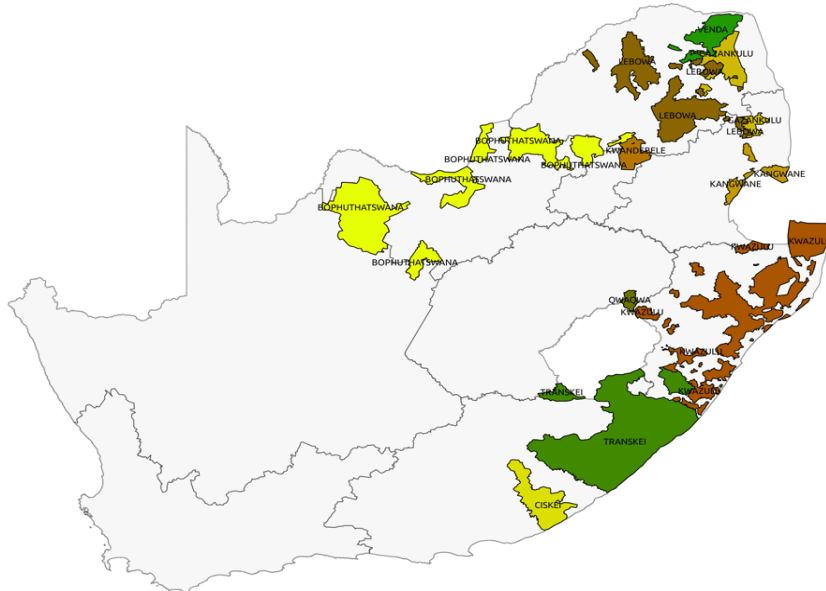 VENDA
GAZANKULU
LEBOWA
LEBOWA
LEBOWA
GAZANKULU
LEBOWA
BOPHUTHATSWANA
BOPHUTHATSWANA
KWANDEBELE
BOPHUTHATSWANA
BOPHUTHATSWANA
KANGWANE
KANGWANE
BOPHUTHATSWANA
KWAZULU
KWAZULU
BOPHUTHATSWANA
QWAQWA
KWAZULU
KWAZULU
TRANSKEI
KWAZULU
TRANSKEI
CISKEI